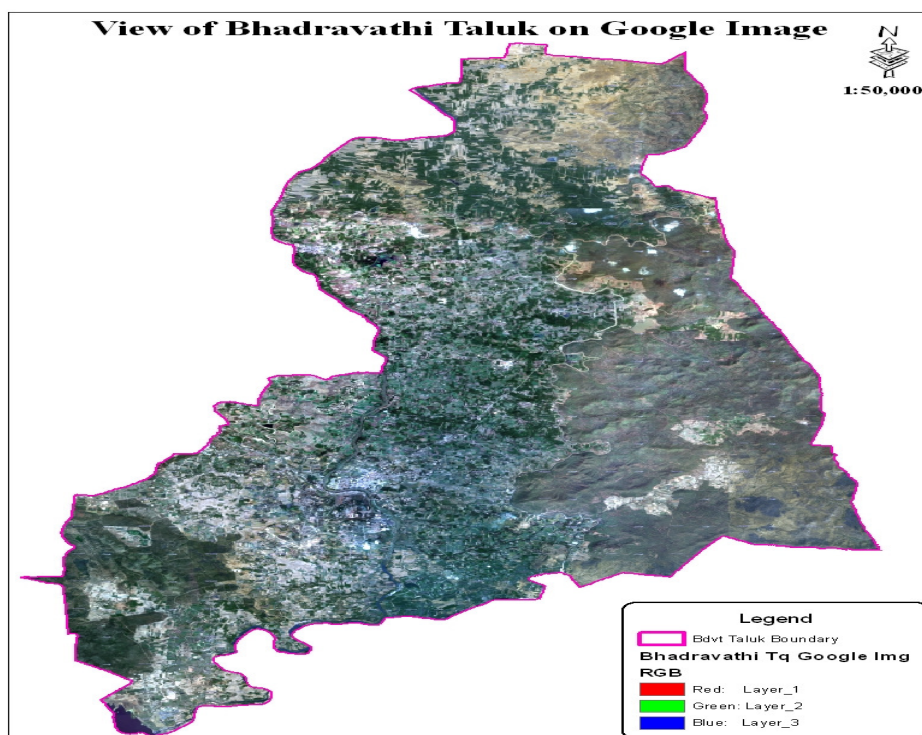 View of Bhadravathi Taluk on Google Image
N
1:50,000
Legend
Bdvt Taluk Boundary
Bhadravathi Tq Google Img
RGB
Red: Layer_1
Green: Layer_2
Blue: Layer_3